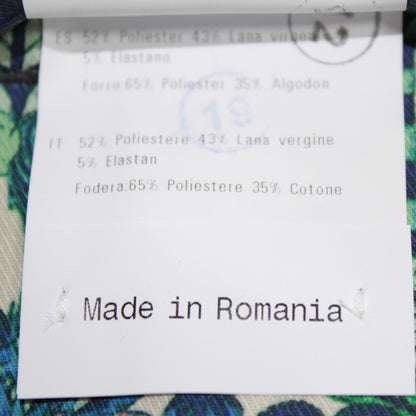 12
ES 52% Poliester 43% Lana virgen
5% Elastano
Forro:65% Poliester 35% Algodon
19
IT 52% Poliestere 43% Lana vergine
5% Elastan
Fodera:65% Poliestere 35% Cotone
Made in Romania